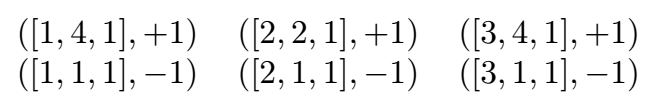 ([1, 4, 1], +1) ([2, 2, 1], +1) ([3, 4, 1], +1)
([1, 1, 1], −1) ([2, 1, 1], −1) ([3, 1, 1], −1)